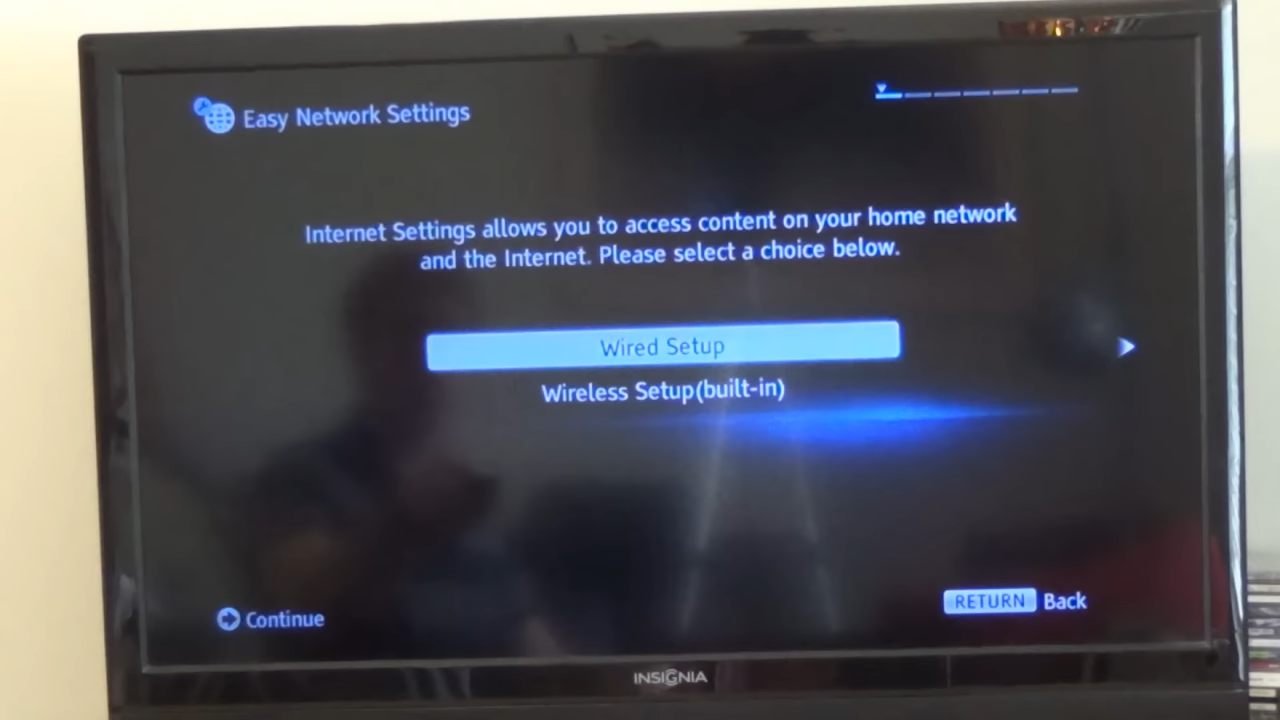 Easy Network Settings
Internet Settings allows you to access content on your home network
and the Internet. Please select a choice below.
Wired Setup
Wireless Setup(built-in)
Continue
RETURN Back
INSIGNIA